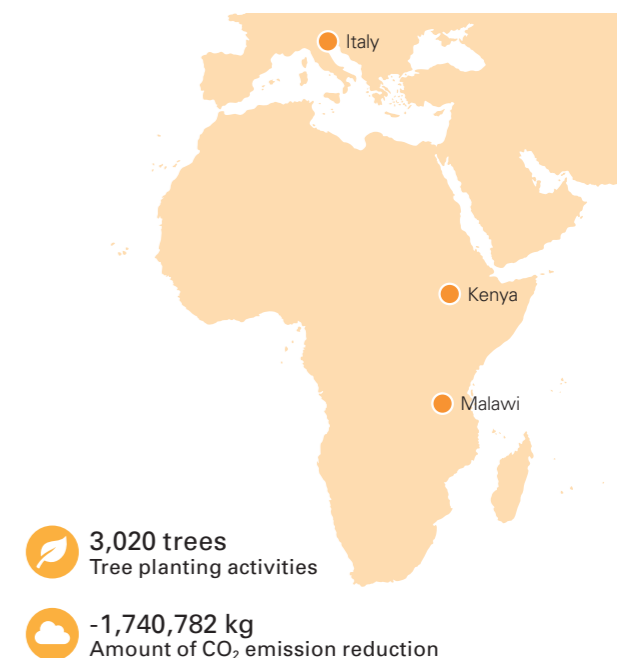 Italy
Kenya
Malawi
3,020 trees
Tree planting activities
-1,740,782 kg
Amount of CO₂ emission reduction